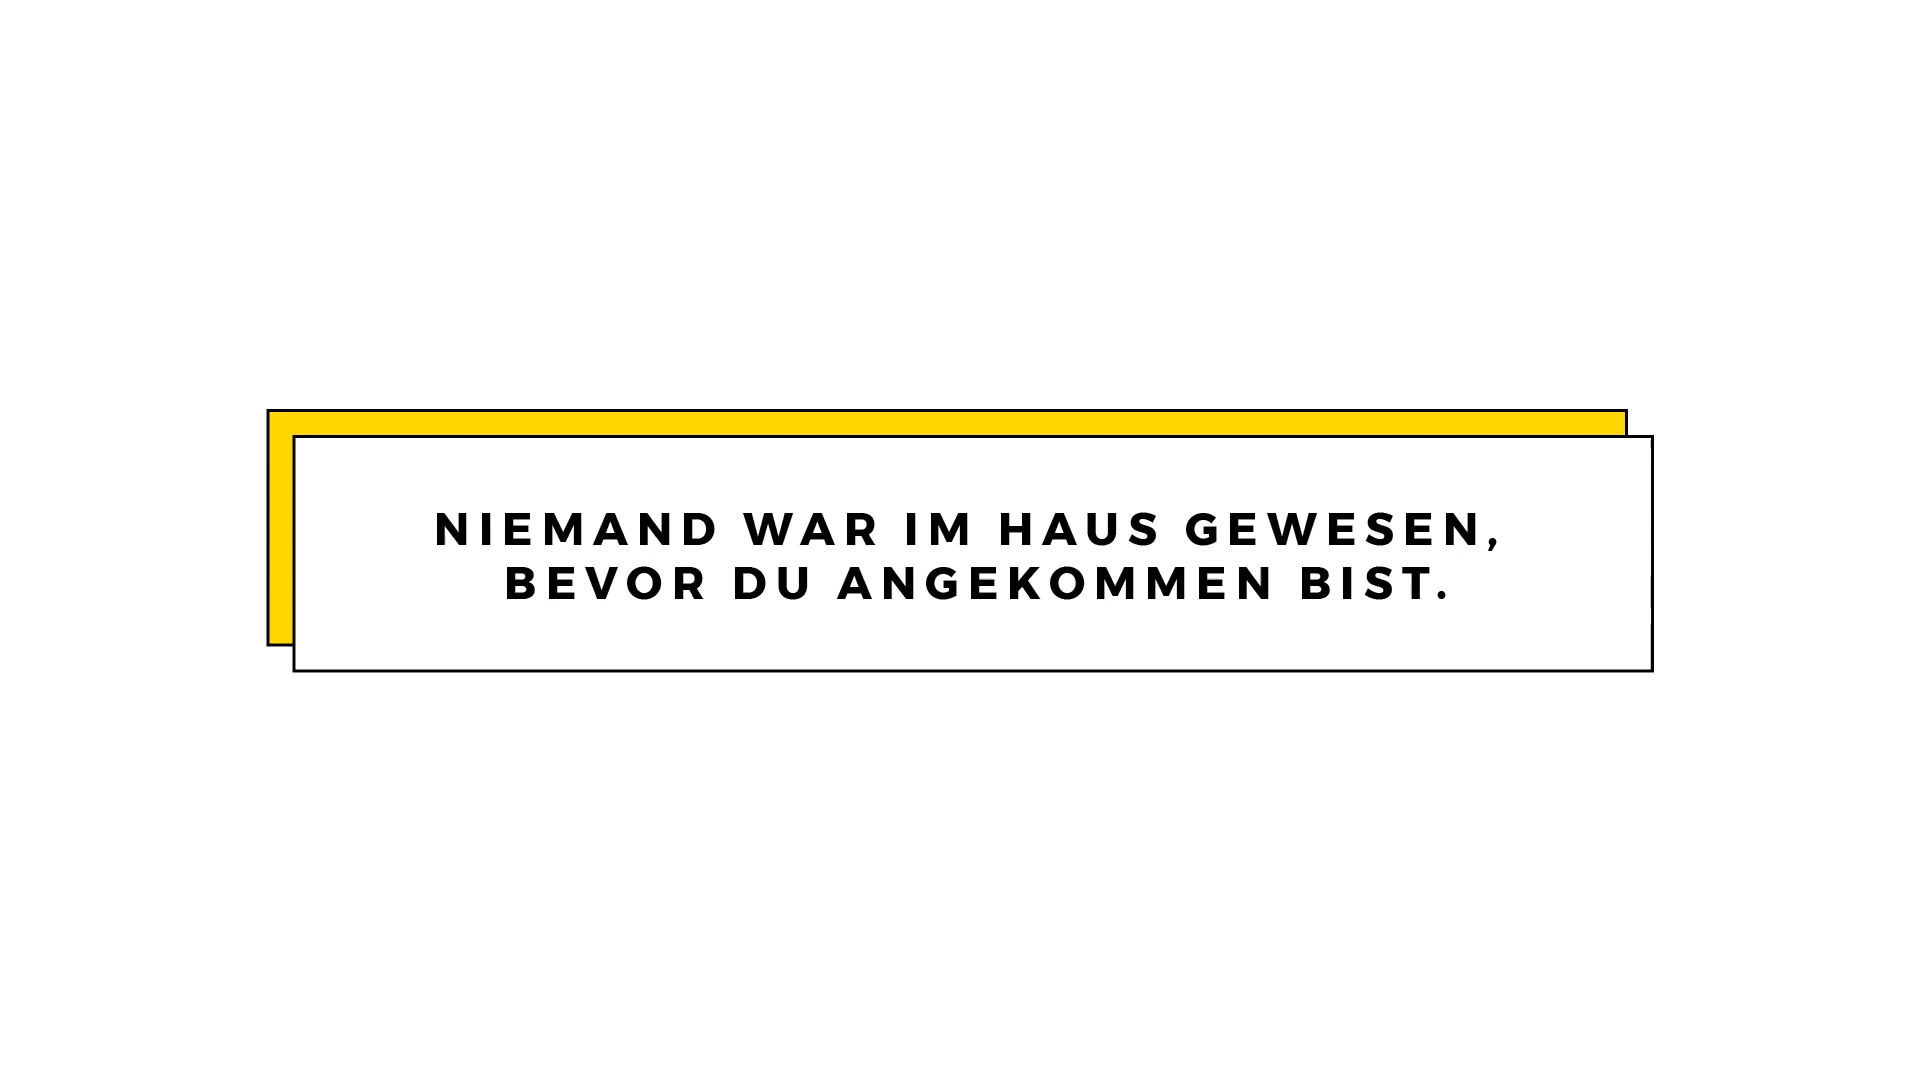 NIEMAND WAR IM HAUS GEWESEN,
BEVOR DU ANGEKOMMEN BIST.